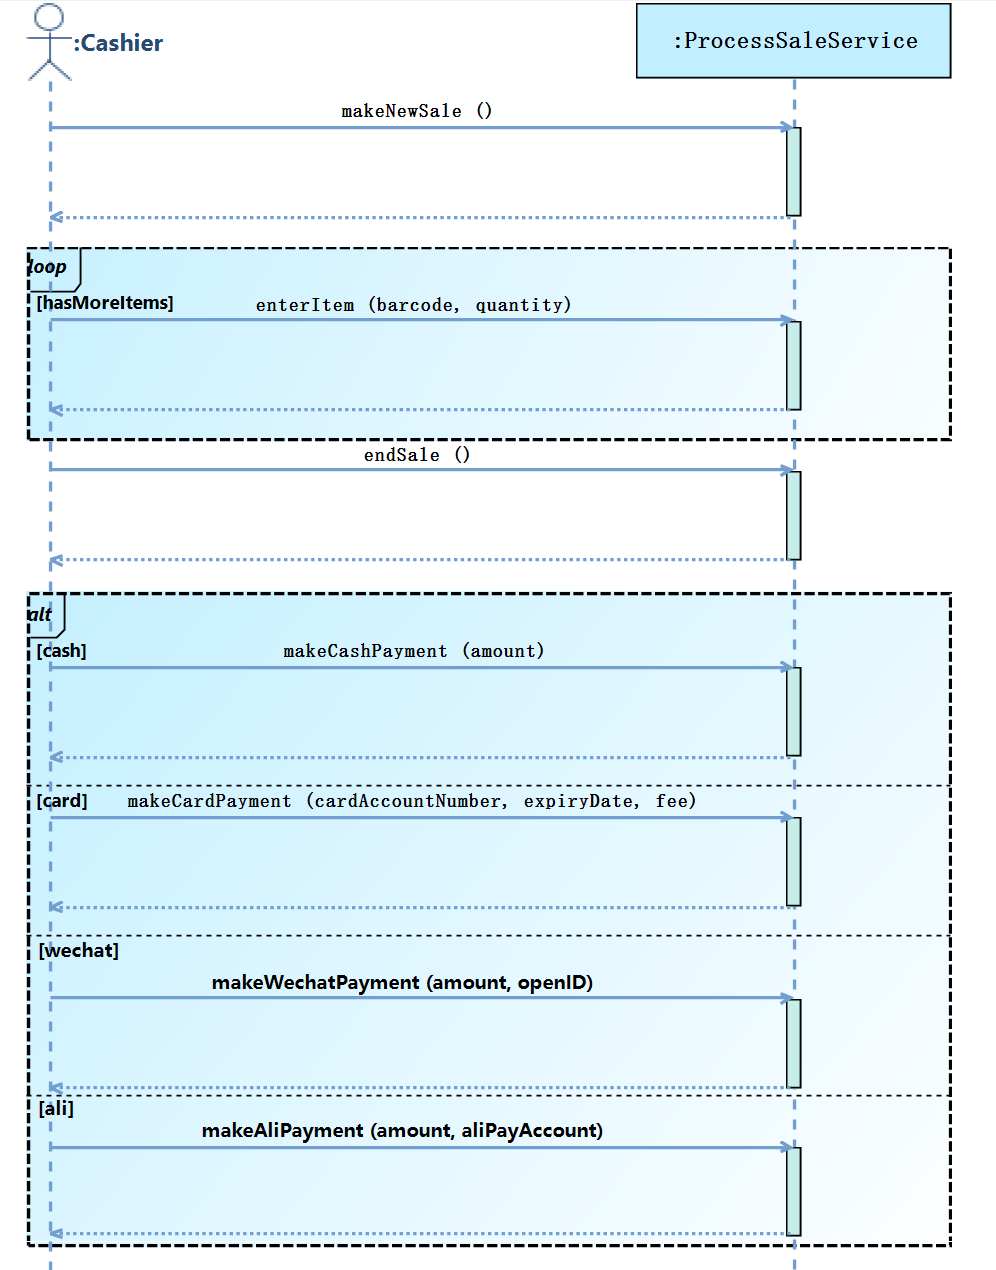 :Cashier
:ProcessSaleService
makeNewSale ()
loop
[hasMoreItems]
enterItem (barcode, quantity)
endSale ()
alt
[cash]
makeCashPayment (amount)
[card]
makeCardPayment (cardAccountNumber, expiryDate, fee)
[wechat]
makeWechatPayment (amount, openID)
[ali]
makeAliPayment (amount, aliPayAccount)